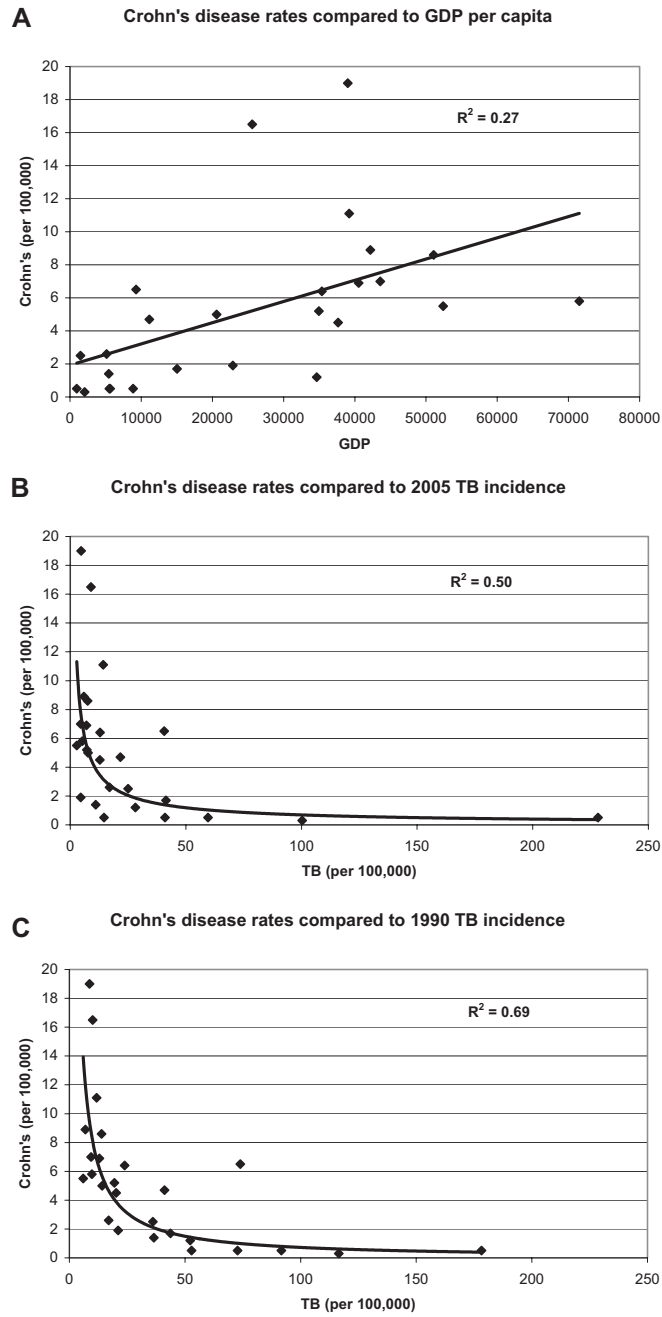 A
Crohn's disease rates compared to GDP per capita
20
18
16
14
12
10
8
6
4
2
0
Crohn's (per 100,000)
R² = 0.27
0 10000 20000 30000 40000 50000 60000 70000 80000
GDP
B
Crohn's disease rates compared to 2005 TB incidence
20
18
16
14
12
10
8
6
4
2
0
Crohn's (per 100,000)
R² = 0.50
0 50 100 150 200 250
TB (per 100,000)
C
Crohn's disease rates compared to 1990 TB incidence
20
18
16
14
12
10
8
6
4
2
0
Crohn's (per 100,000)
R² = 0.69
0 50 100 150 200 250
TB (per 100,000)